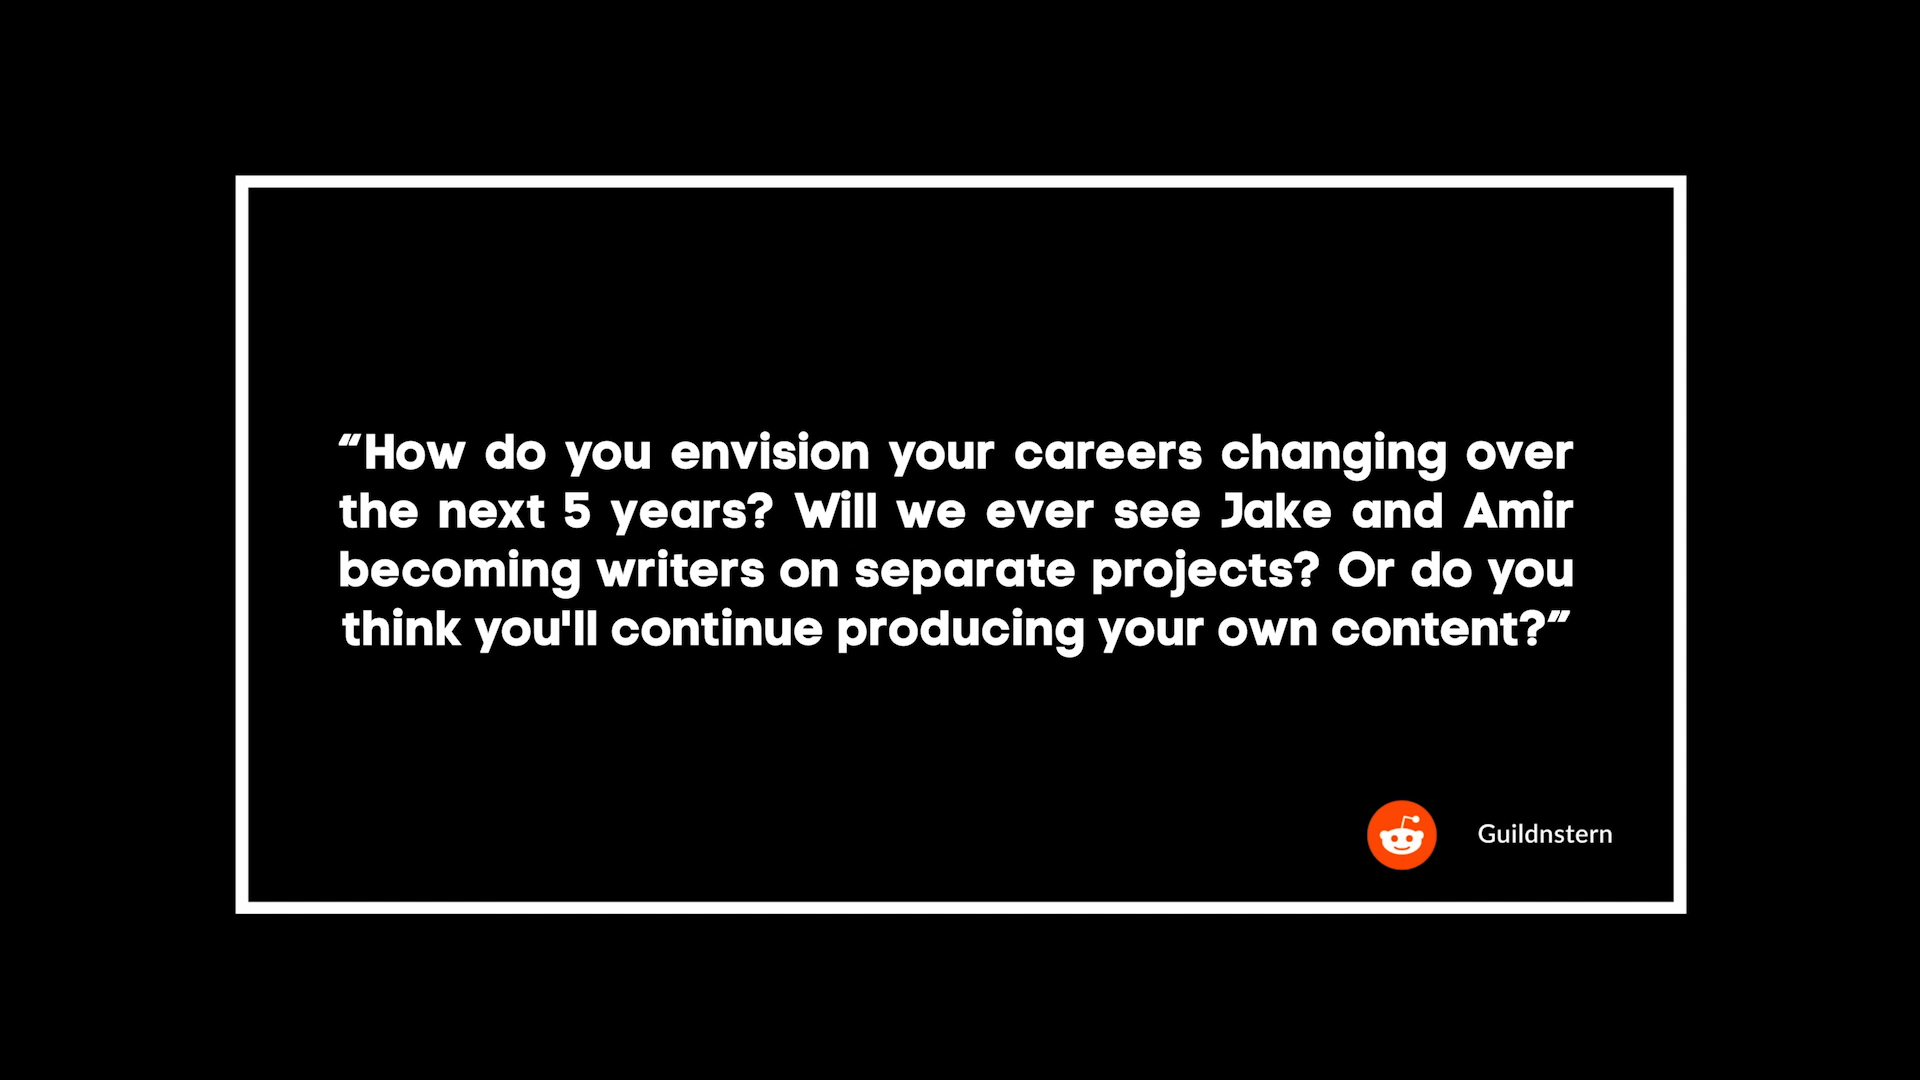 “How do you envision your careers changing over
the next 5 years? Will we ever see Jake and Amir
becoming writers on separate projects? Or do you
think you'll continue producing your own content?”
Guildnstern